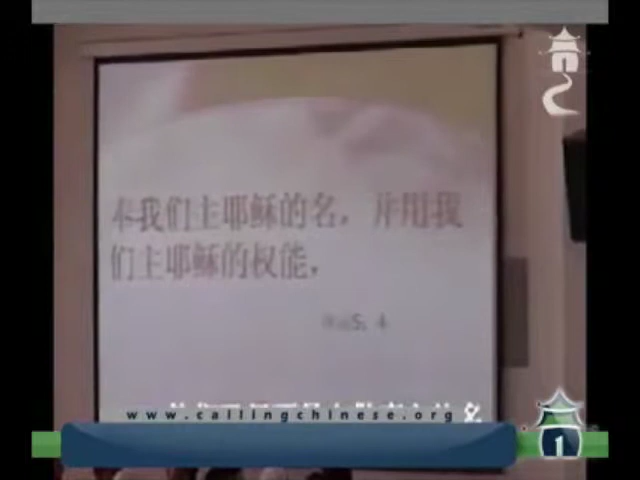 奉我们主耶稣的名，并用我
们主耶稣的权能，
5: 4
www.callingchinese.org
1